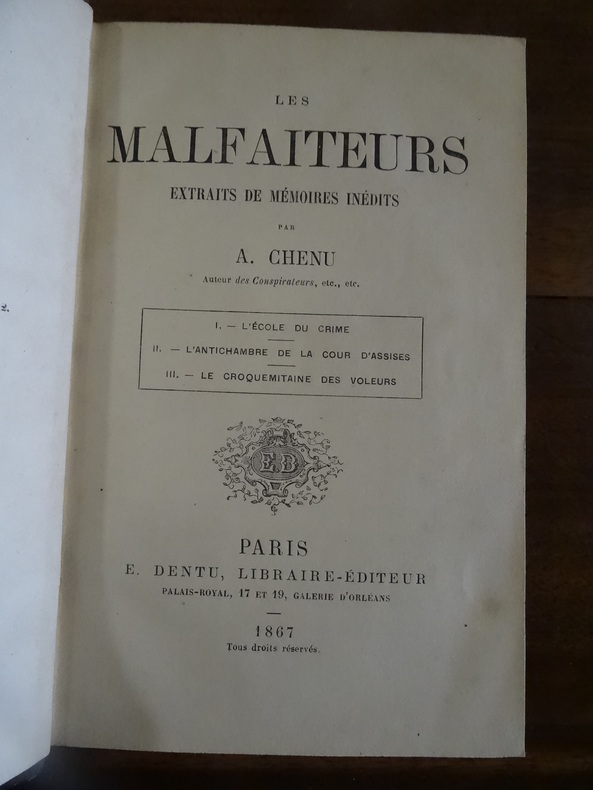 LES
MALFAITEURS
EXTRAITS DE MÉMOIRES INÉDITS
PAR
A. CHENU
Auteur des Conspirateurs, etc., etc.
I. — L'ÉCOLE DU CRIME
II. — L'ANTICHAMBRE DE LA COUR D'ASSISES
III. — LE CROQUEMITAINE DES VOLEURS
PARIS
E. DENTU, LIBRAIRE-ÉDITEUR
PALAIS-ROYAL, 17 ET 19, GALERIE D'ORLÉANS
1867
Tous droits réservés.